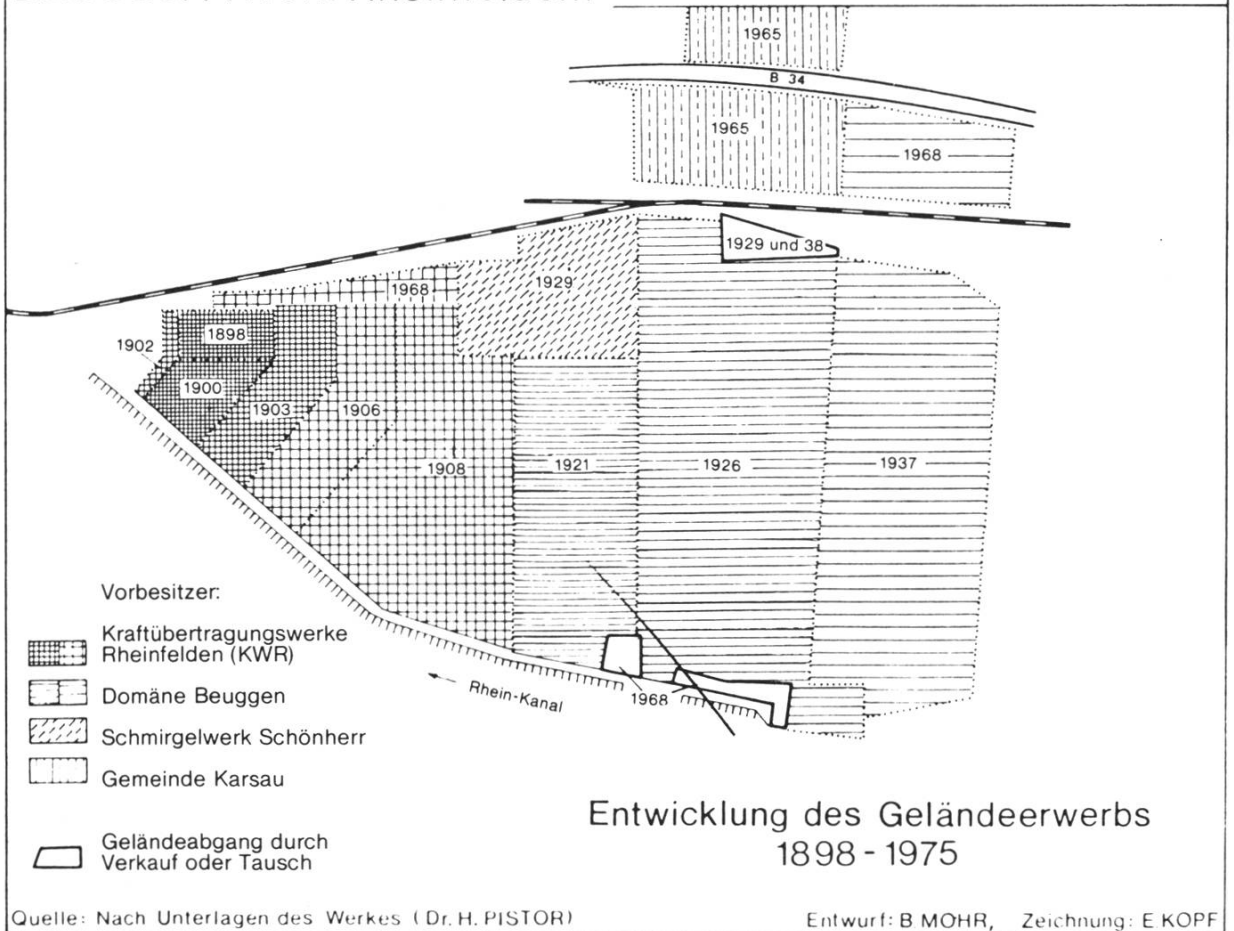 1965
B 34
1965
1968
1929 und 38
1968
1929
1898
1902
1900
1903
1906
1908
1921
1926
1937
1968
Rhein-Kanal
Vorbesitzer:
Kraftübertragungswerke
Rheinfelden (KWR)
Domäne Beuggen
Schmirgelwerk Schönherr
Gemeinde Karsau
Geländeabgang durch
Verkauf oder Tausch
Entwicklung des Geländeerwerbs
1898 - 1975
Quelle: Nach Unterlagen des Werkes (Dr. H. PISTOR)
Entwurf: B. MOHR, Zeichnung: E. KOPF